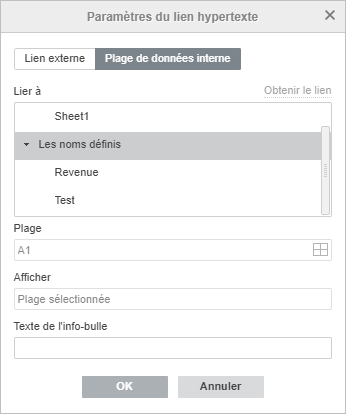 Paramètres du lien hypertexte
Lien externe Plage de données interne
Lier à Obtenir le lien
Sheet1
Les noms définis
Revenue
Test
Plage
A1
Afficher
Plage sélectionnée
Texte de l'info-bulle
OK Annuler